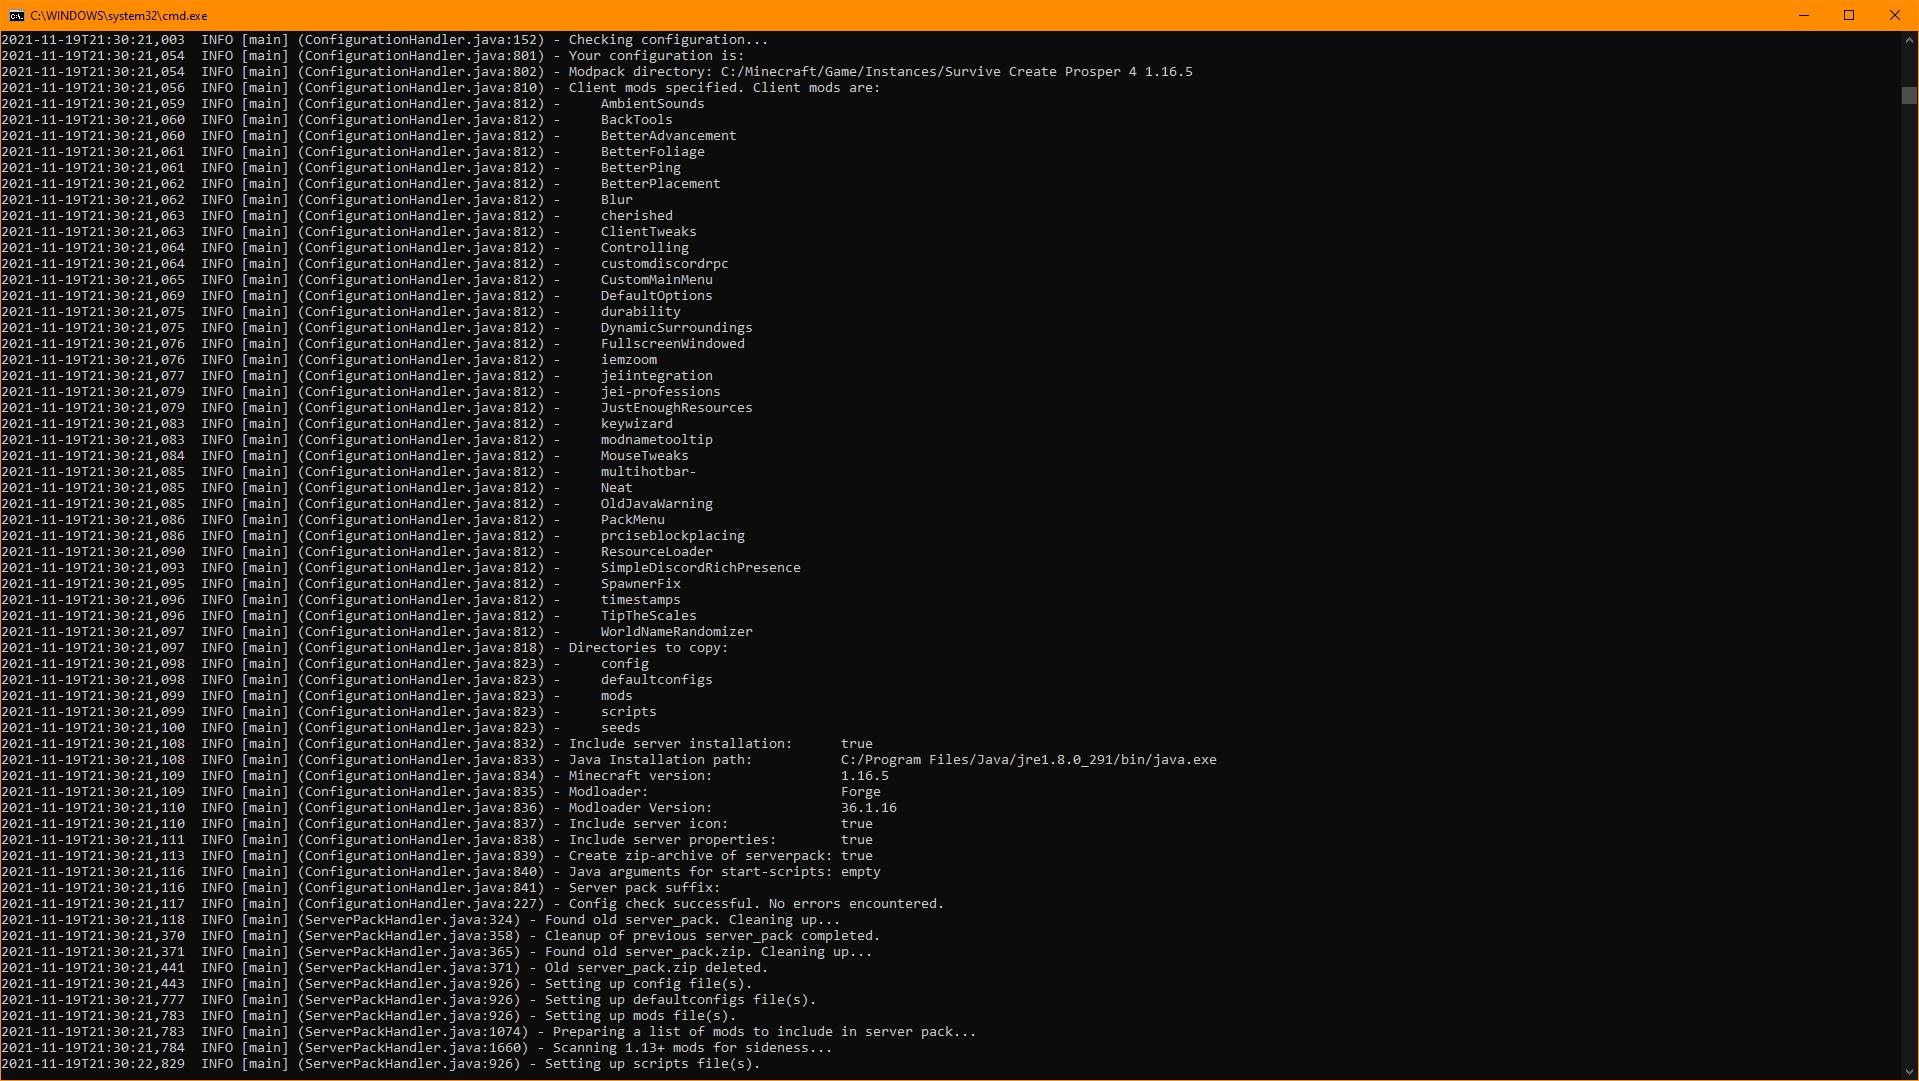 C:\WINDOWS\system32\cmd.exe
2021-11-19T21:30:21,003  INFO [main] (ConfigurationHandler.java:152) - Checking configuration...
2021-11-19T21:30:21,054  INFO [main] (ConfigurationHandler.java:801) - Your configuration is:
2021-11-19T21:30:21,054  INFO [main] (ConfigurationHandler.java:802) - Modpack directory: C:/Minecraft/Game/Instances/Survive Create Prosper 4 1.16.5
2021-11-19T21:30:21,056  INFO [main] (ConfigurationHandler.java:810) - Client mods specified. Client mods are:
2021-11-19T21:30:21,059  INFO [main] (ConfigurationHandler.java:812) -     AmbientSounds
2021-11-19T21:30:21,060  INFO [main] (ConfigurationHandler.java:812) -     BackTools
2021-11-19T21:30:21,060  INFO [main] (ConfigurationHandler.java:812) -     BetterAdvancement
2021-11-19T21:30:21,061  INFO [main] (ConfigurationHandler.java:812) -     BetterFoliage
2021-11-19T21:30:21,061  INFO [main] (ConfigurationHandler.java:812) -     BetterPing
2021-11-19T21:30:21,062  INFO [main] (ConfigurationHandler.java:812) -     BetterPlacement
2021-11-19T21:30:21,062  INFO [main] (ConfigurationHandler.java:812) -     Blur
2021-11-19T21:30:21,063  INFO [main] (ConfigurationHandler.java:812) -     cherished
2021-11-19T21:30:21,063  INFO [main] (ConfigurationHandler.java:812) -     ClientTweaks
2021-11-19T21:30:21,064  INFO [main] (ConfigurationHandler.java:812) -     Controlling
2021-11-19T21:30:21,064  INFO [main] (ConfigurationHandler.java:812) -     customdiscordrpc
2021-11-19T21:30:21,065  INFO [main] (ConfigurationHandler.java:812) -     CustomMainMenu
2021-11-19T21:30:21,069  INFO [main] (ConfigurationHandler.java:812) -     DefaultOptions
2021-11-19T21:30:21,075  INFO [main] (ConfigurationHandler.java:812) -     durability
2021-11-19T21:30:21,075  INFO [main] (ConfigurationHandler.java:812) -     DynamicSurroundings
2021-11-19T21:30:21,076  INFO [main] (ConfigurationHandler.java:812) -     FullscreenWindowed
2021-11-19T21:30:21,076  INFO [main] (ConfigurationHandler.java:812) -     iemzoom
2021-11-19T21:30:21,077  INFO [main] (ConfigurationHandler.java:812) -     jeiintegration
2021-11-19T21:30:21,079  INFO [main] (ConfigurationHandler.java:812) -     jei-professions
2021-11-19T21:30:21,079  INFO [main] (ConfigurationHandler.java:812) -     JustEnoughResources
2021-11-19T21:30:21,083  INFO [main] (ConfigurationHandler.java:812) -     keywizard
2021-11-19T21:30:21,083  INFO [main] (ConfigurationHandler.java:812) -     modnametooltip
2021-11-19T21:30:21,084  INFO [main] (ConfigurationHandler.java:812) -     MouseTweaks
2021-11-19T21:30:21,085  INFO [main] (ConfigurationHandler.java:812) -     multihotbar-
2021-11-19T21:30:21,085  INFO [main] (ConfigurationHandler.java:812) -     Neat
2021-11-19T21:30:21,085  INFO [main] (ConfigurationHandler.java:812) -     OldJavaWarning
2021-11-19T21:30:21,086  INFO [main] (ConfigurationHandler.java:812) -     PackMenu
2021-11-19T21:30:21,086  INFO [main] (ConfigurationHandler.java:812) -     prciseblockplacing
2021-11-19T21:30:21,090  INFO [main] (ConfigurationHandler.java:812) -     ResourceLoader
2021-11-19T21:30:21,093  INFO [main] (ConfigurationHandler.java:812) -     SimpleDiscordRichPresence
2021-11-19T21:30:21,095  INFO [main] (ConfigurationHandler.java:812) -     SpawnerFix
2021-11-19T21:30:21,096  INFO [main] (ConfigurationHandler.java:812) -     timestamps
2021-11-19T21:30:21,096  INFO [main] (ConfigurationHandler.java:812) -     TipTheScales
2021-11-19T21:30:21,097  INFO [main] (ConfigurationHandler.java:812) -     WorldNameRandomizer
2021-11-19T21:30:21,097  INFO [main] (ConfigurationHandler.java:818) - Directories to copy:
2021-11-19T21:30:21,098  INFO [main] (ConfigurationHandler.java:823) -     config
2021-11-19T21:30:21,098  INFO [main] (ConfigurationHandler.java:823) -     defaultconfigs
2021-11-19T21:30:21,099  INFO [main] (ConfigurationHandler.java:823) -     mods
2021-11-19T21:30:21,099  INFO [main] (ConfigurationHandler.java:823) -     scripts
2021-11-19T21:30:21,100  INFO [main] (ConfigurationHandler.java:823) -     seeds
2021-11-19T21:30:21,108  INFO [main] (ConfigurationHandler.java:832) - Include server installation:      true
2021-11-19T21:30:21,108  INFO [main] (ConfigurationHandler.java:833) - Java Installation path:           C:/Program Files/Java/jre1.8.0_291/bin/java.exe
2021-11-19T21:30:21,109  INFO [main] (ConfigurationHandler.java:834) - Minecraft version:                1.16.5
2021-11-19T21:30:21,109  INFO [main] (ConfigurationHandler.java:835) - Modloader:                        Forge
2021-11-19T21:30:21,110  INFO [main] (ConfigurationHandler.java:836) - Modloader Version:                36.1.16
2021-11-19T21:30:21,110  INFO [main] (ConfigurationHandler.java:837) - Include server icon:              true
2021-11-19T21:30:21,111  INFO [main] (ConfigurationHandler.java:838) - Include server properties:        true
2021-11-19T21:30:21,113  INFO [main] (ConfigurationHandler.java:839) - Create zip-archive of serverpack: true
2021-11-19T21:30:21,116  INFO [main] (ConfigurationHandler.java:840) - Java arguments for start-scripts: empty
2021-11-19T21:30:21,116  INFO [main] (ConfigurationHandler.java:841) - Server pack suffix:
2021-11-19T21:30:21,117  INFO [main] (ConfigurationHandler.java:227) - Config check successful. No errors encountered.
2021-11-19T21:30:21,118  INFO [main] (ServerPackHandler.java:324) - Found old server_pack. Cleaning up...
2021-11-19T21:30:21,370  INFO [main] (ServerPackHandler.java:358) - Cleanup of previous server_pack completed.
2021-11-19T21:30:21,371  INFO [main] (ServerPackHandler.java:365) - Found old server_pack.zip. Cleaning up...
2021-11-19T21:30:21,441  INFO [main] (ServerPackHandler.java:371) - Old server_pack.zip deleted.
2021-11-19T21:30:21,443  INFO [main] (ServerPackHandler.java:926) - Setting up config file(s).
2021-11-19T21:30:21,777  INFO [main] (ServerPackHandler.java:926) - Setting up defaultconfigs file(s).
2021-11-19T21:30:21,783  INFO [main] (ServerPackHandler.java:926) - Setting up mods file(s).
2021-11-19T21:30:21,783  INFO [main] (ServerPackHandler.java:1074) - Preparing a list of mods to include in server pack...
2021-11-19T21:30:21,784  INFO [main] (ServerPackHandler.java:1660) - Scanning 1.13+ mods for sideness...
2021-11-19T21:30:22,829  INFO [main] (ServerPackHandler.java:926) - Setting up scripts file(s).